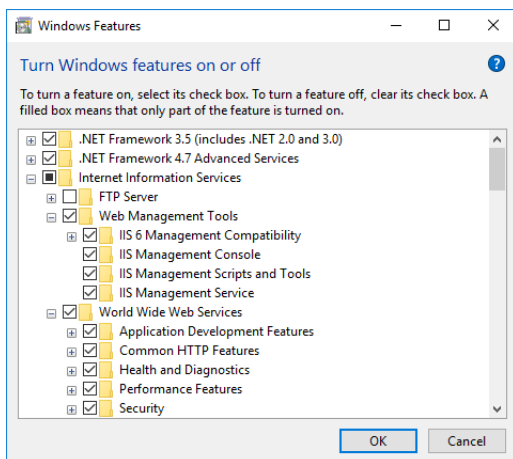 Windows Features
Turn Windows features on or off
?
To turn a feature on, select its check box. To turn a feature off, clear its check box. A
filled box means that only part of the feature is turned on.
.NET Framework 3.5 (includes .NET 2.0 and 3.0)
.NET Framework 4.7 Advanced Services
Internet Information Services
FTP Server
Web Management Tools
IIS 6 Management Compatibility
IIS Management Console
IIS Management Scripts and Tools
IIS Management Service
World Wide Web Services
Application Development Features
Common HTTP Features
Health and Diagnostics
Performance Features
Security
OK Cancel